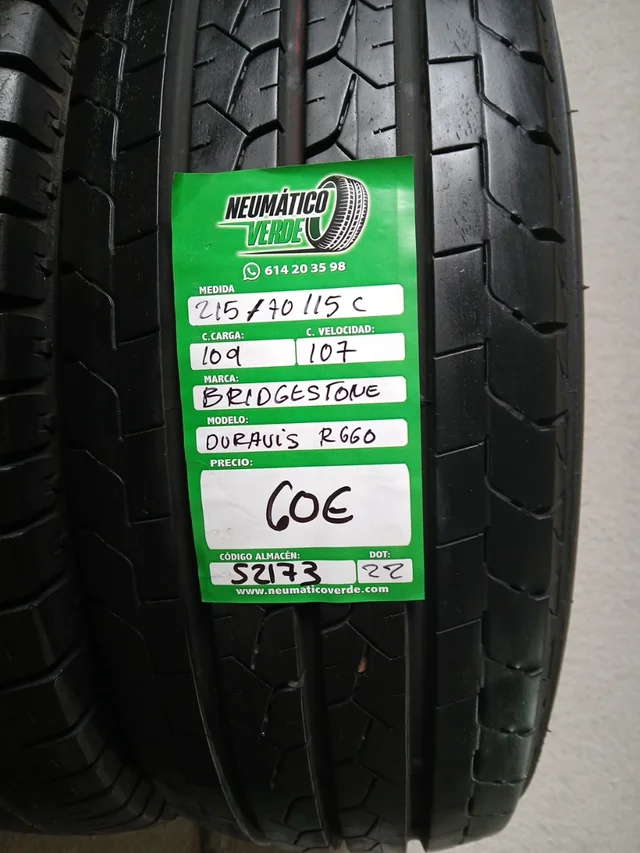 NEUMÁTICO
VERDE
614 20 35 98
MEDIDA
215/70/15 C
C.CARGA: C. VELOCIDAD:
109 107
MARCA:
BRIDGESTONE
MODELO:
DURAVIS R660
PRECIO:
60€
CÓDIGO ALMACÉN: DOT:
S2173 22
www.neumaticoverde.com